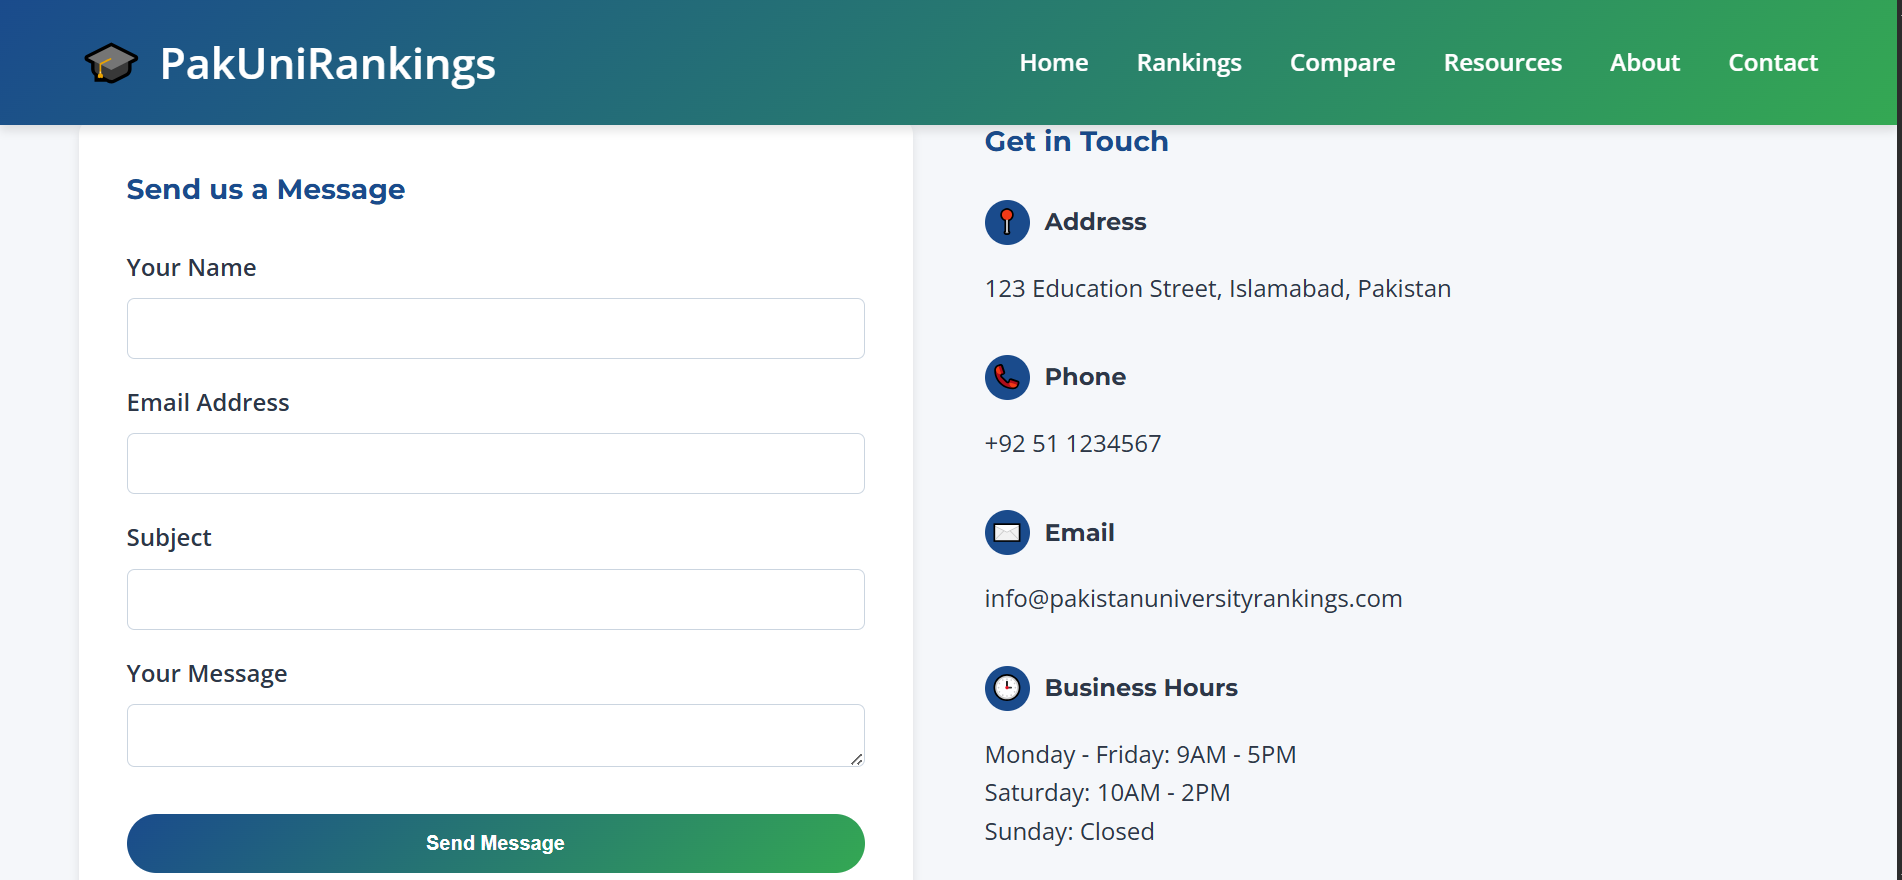 PakUniRankings
Home Rankings Compare Resources About Contact
Send us a Message
Your Name
Email Address
Subject
Your Message
Send Message
Get in Touch
Address
123 Education Street, Islamabad, Pakistan
Phone
+92 51 1234567
Email
info@pakistanuniversityrankings.com
Business Hours
Monday - Friday: 9AM - 5PM
Saturday: 10AM - 2PM
Sunday: Closed